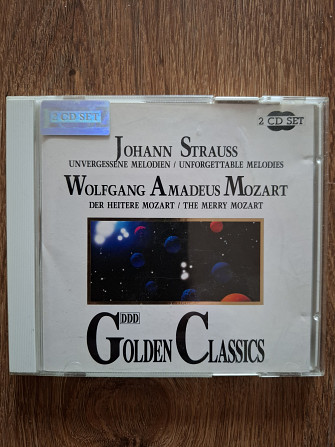 2 CD SET
2 CD SET
JOHANN STRAUSS
UNVERGESSENE MELODIEN / UNFORGETTABLE MELODIES
WOLFGANG AMADEUS MOZART
DER HEITERE MOZART / THE MERRY MOZART
DDD
GOLDEN CLASSICS